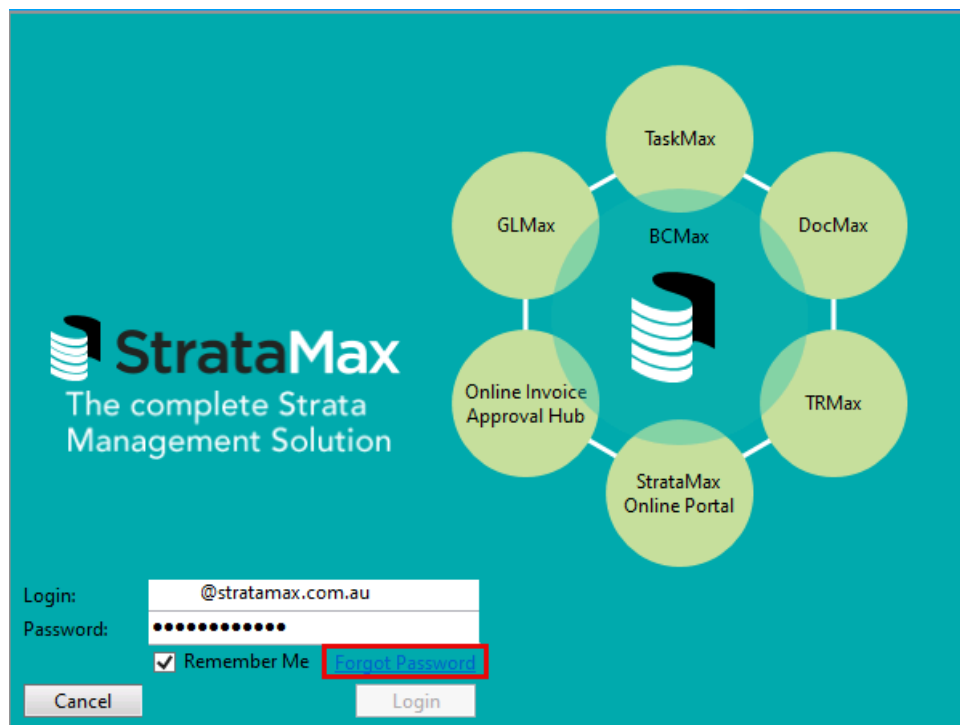 TaskMax
GLMax
BCMax
DocMax
StrataMax
The complete Strata
Management Solution
Online Invoice
Approval Hub
TRMax
StrataMax
Online Portal
Login:
@stratamax.com.au
Password:
Remember Me
Forgot Password
Cancel
Login